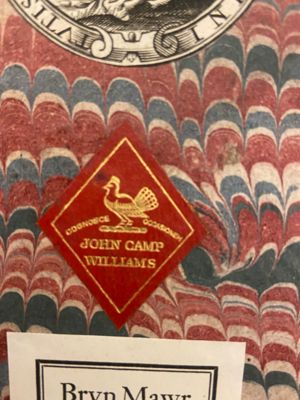 COGNOSCE OCCASIONEM
JOHN CAMP
WILLIAMS
Bryn Mawr